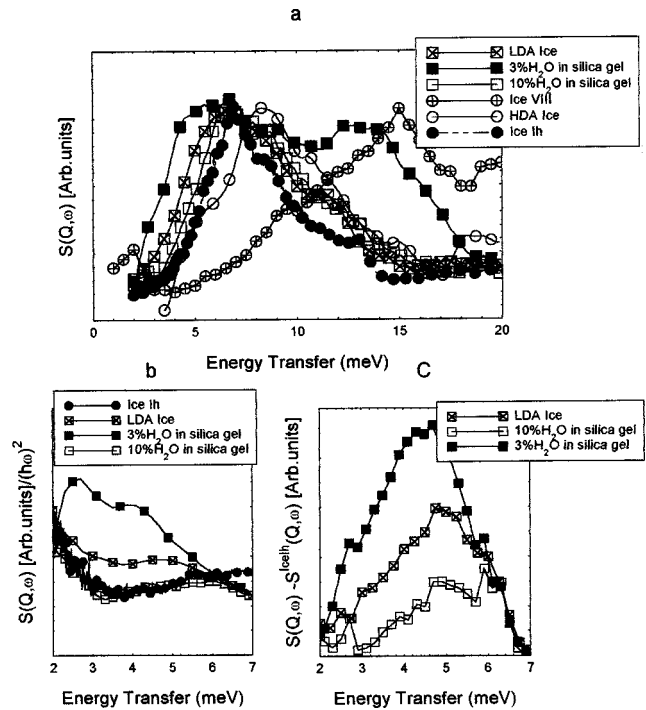 a
LDA Ice
3%H₂O in silica gel
10%H₂O in silica gel
Ice VIII
HDA Ice
Ice Ih
S(Q,ω) [Arb.units]
0 5 10 15 20
Energy Transfer (meV)
b
Ice Ih
LDA Ice
3%H₂O in silica gel
10%H₂O in silica gel
S(Q,ω) [Arb.units]/(ħω)²
2 3 4 5 6 7
Energy Transfer (meV)
C
LDA Ice
10%H₂O in silica gel
3%H₂O in silica gel
S(Q,ω) -S^IceIh(Q,ω) [Arb.units]
2 3 4 5 6 7
Energy Transfer (meV)